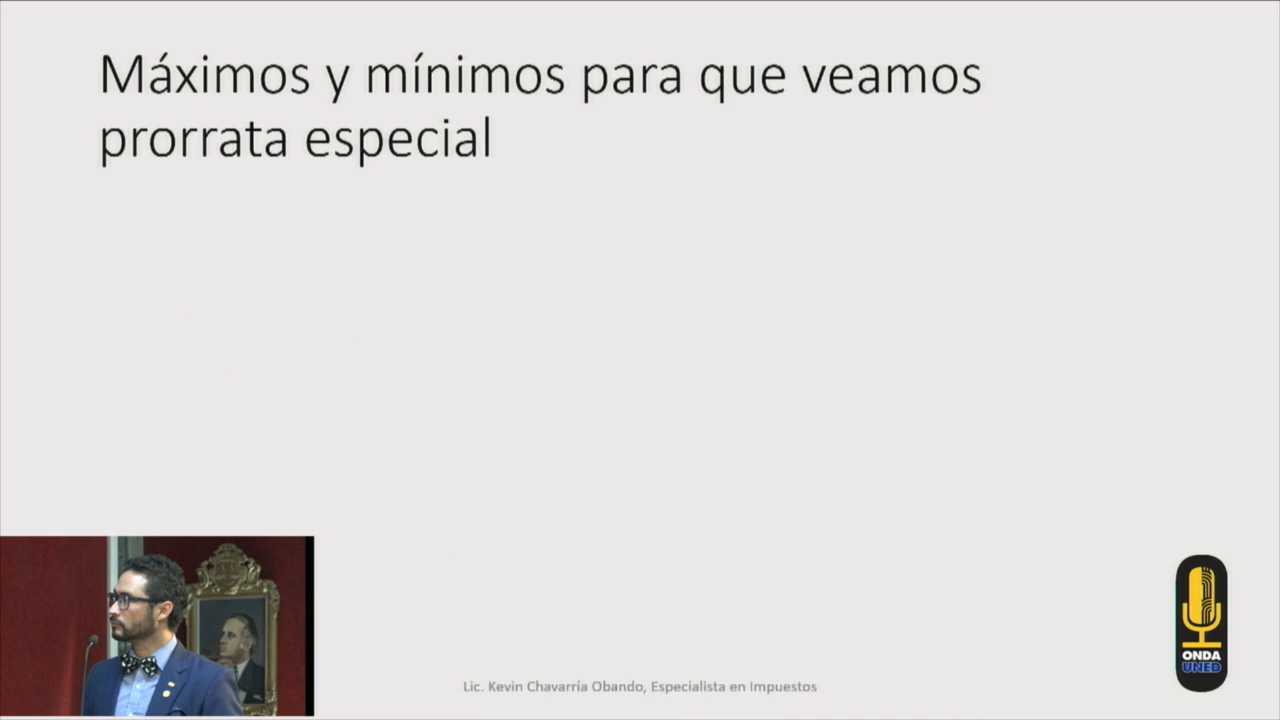 Máximos y mínimos para que veamos
prorrata especial
Lic. Kevin Chavarría Obando, Especialista en Impuestos
ONDA
UNED